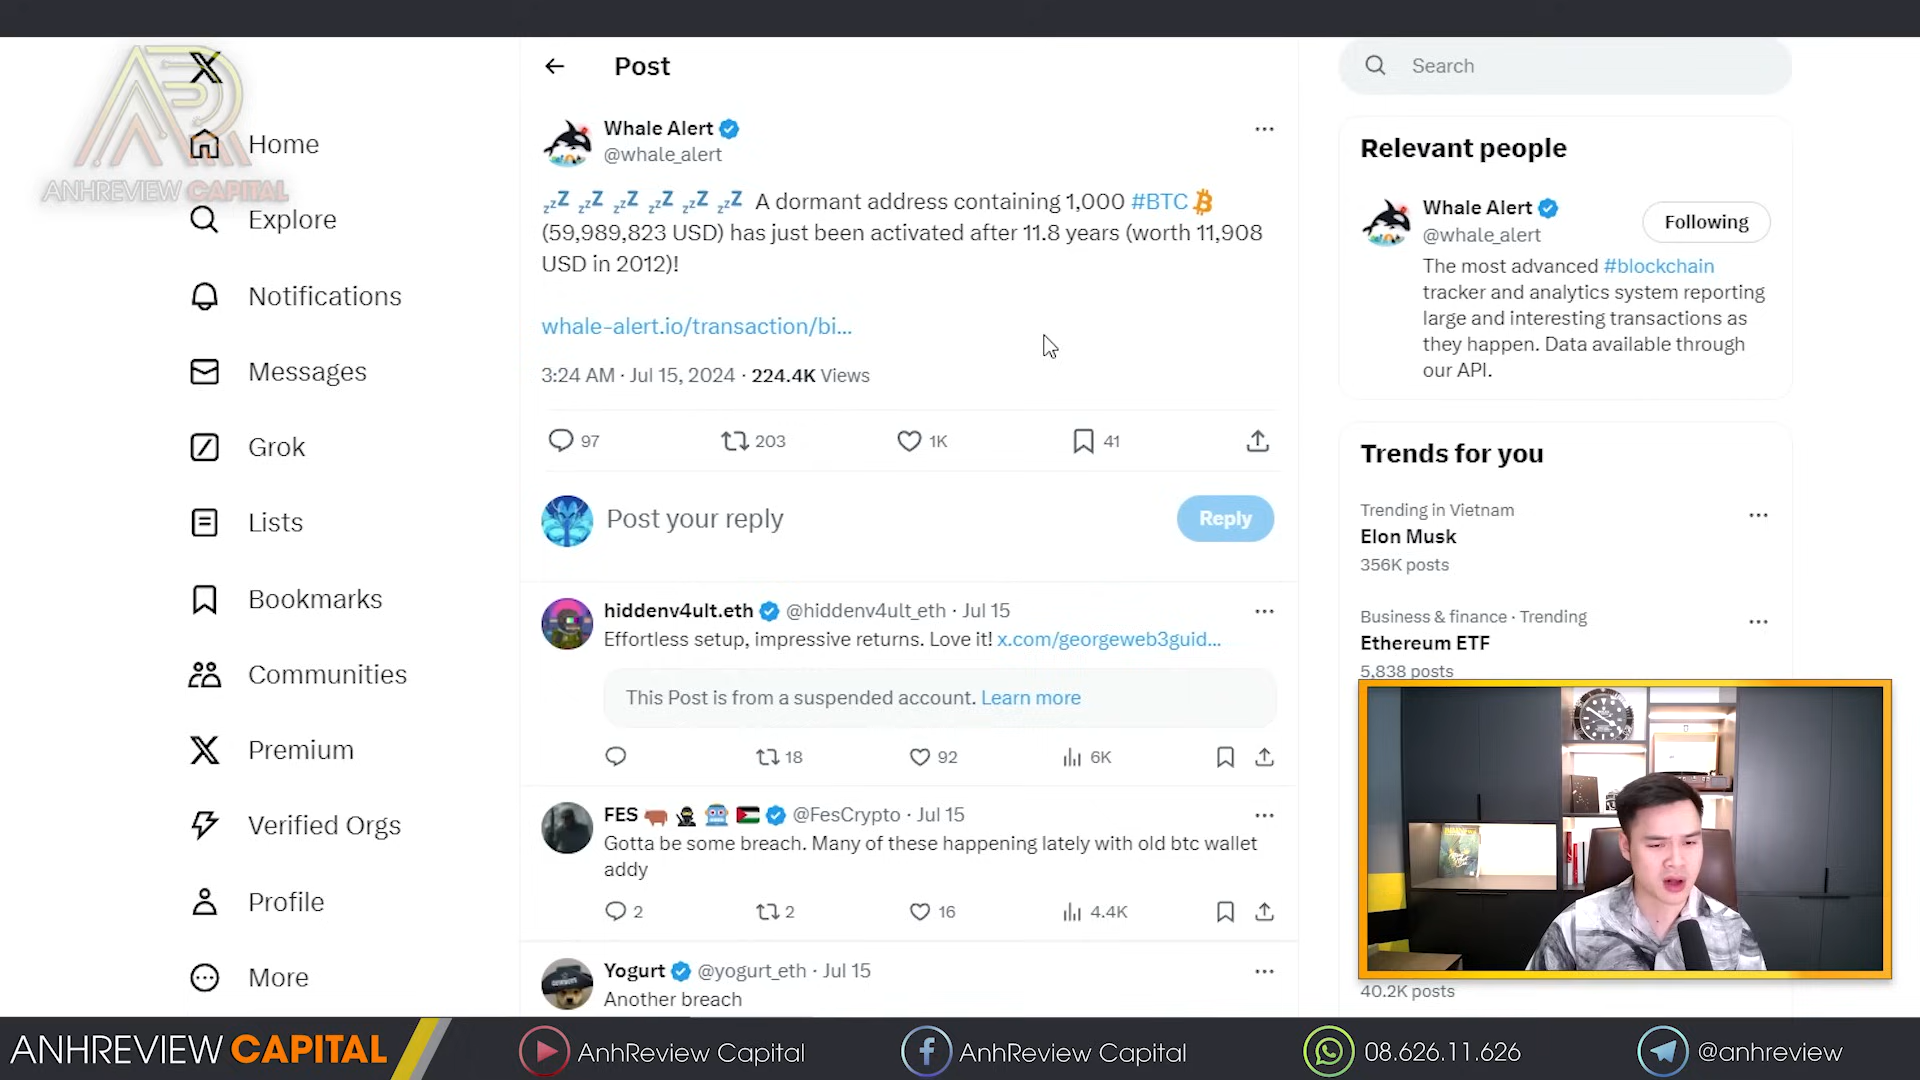 ANHREVIEW CAPITAL
Home
Explore
Notifications
Messages
Grok
Lists
Bookmarks
Communities
Premium
Verified Orgs
Profile
More
Post
Whale Alert
@whale_alert
A dormant address containing 1,000 #BTC
(59,989,823 USD) has just been activated after 11.8 years (worth 11,908
USD in 2012)!
whale-alert.io/transaction/bi...
3:24 AM · Jul 15, 2024 · 224.4K Views
97 203 1K 41
Post your reply
Reply
hiddenv4ult.eth @hiddenv4ult_eth · Jul 15
Effortless setup, impressive returns. Love it! x.com/georgeweb3guid...
This Post is from a suspended account. Learn more
18 92 6K
FES @FesCrypto · Jul 15
Gotta be some breach. Many of these happening lately with old btc wallet
addy
2 2 16 4.4K
Yogurt @yogurt_eth · Jul 15
Another breach
Search
Relevant people
Whale Alert
@whale_alert
Following
The most advanced #blockchain
tracker and analytics system reporting
large and interesting transactions as
they happen. Data available through
our API.
Trends for you
Trending in Vietnam
Elon Musk
356K posts
Business & finance · Trending
Ethereum ETF
5,838 posts
40.2K posts
ANHREVIEW CAPITAL
AnhReview Capital
AnhReview Capital
08.626.11.626
@anhreview